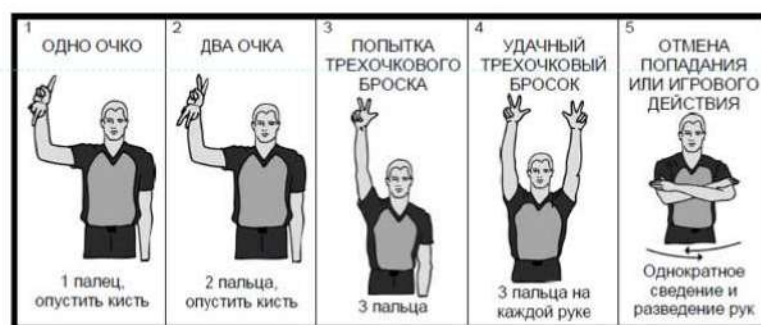 1
ОДНО ОЧКО
1 палец,
опустить кисть
2
ДВА ОЧКА
2 пальца,
опустить кисть
3
ПОПЫТКА
ТРЕХОЧКОВОГО
БРОСКА
3 пальца
4
УДАЧНЫЙ
ТРЕХОЧКОВЫЙ
БРОСОК
3 пальца на
каждой руке
5
ОТМЕНА
ПОПАДАНИЯ
ИЛИ ИГРОВОГО
ДЕЙСТВИЯ
Однократное
сведение и
разведение рук